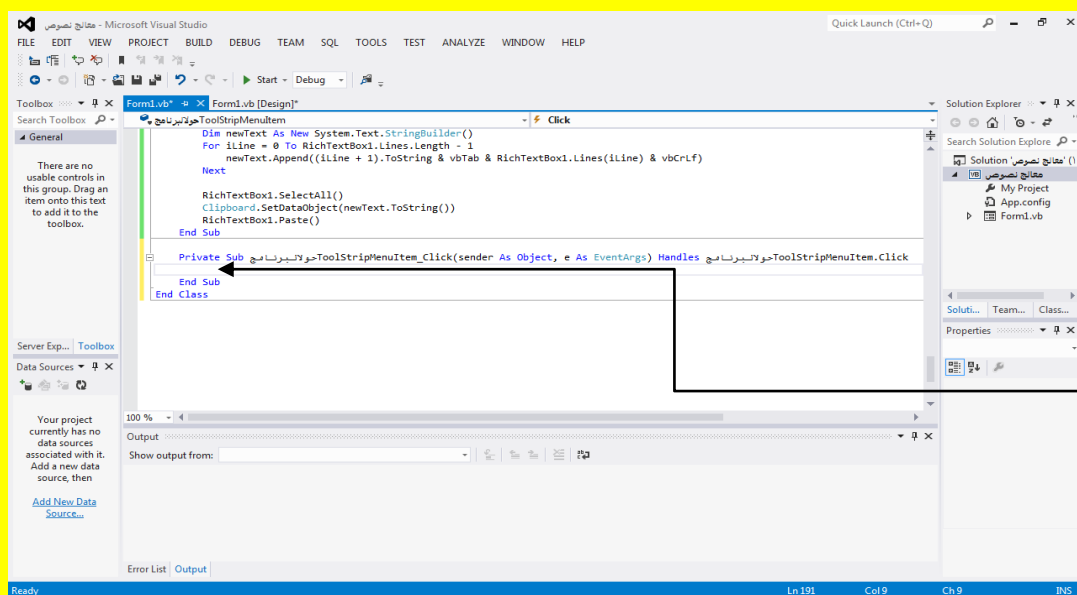 معالج نصوص - Microsoft Visual Studio
Quick Launch (Ctrl+Q)
FILE EDIT VIEW PROJECT BUILD DEBUG TEAM SQL TOOLS TEST ANALYZE WINDOW HELP
Start Debug
Toolbox
Search Toolbox
General
There are no
usable controls in
this group. Drag an
item onto this text
to add it to the
toolbox.
Server Exp... Toolbox
Data Sources
Your project
currently has no
data sources
associated with it.
Add a new data
source, then
Add New Data
Source...
Form1.vb* Form1.vb [Design]*
حولالبرنامجToolStripMenuItem Click
Dim newText As New System.Text.StringBuilder()
For iLine = 0 To RichTextBox1.Lines.Length - 1
newText.Append((iLine + 1).ToString & vbTab & RichTextBox1.Lines(iLine) & vbCrLf)
Next
RichTextBox1.SelectAll()
Clipboard.SetDataObject(newText.ToString())
RichTextBox1.Paste()
End Sub
Private Sub حولالبرنامجToolStripMenuItem_Click(sender As Object, e As EventArgs) Handles حولالبرنامجToolStripMenuItem.Click
End Sub
End Class
100 %
Output
Show output from:
Error List Output
Solution Explorer
Search Solution Explore
Solution 'معالج نصوص' (1
معالج نصوص
My Project
App.config
Form1.vb
Soluti... Team... Class...
Properties
Ready Ln 191 Col 9 Ch 9 INS